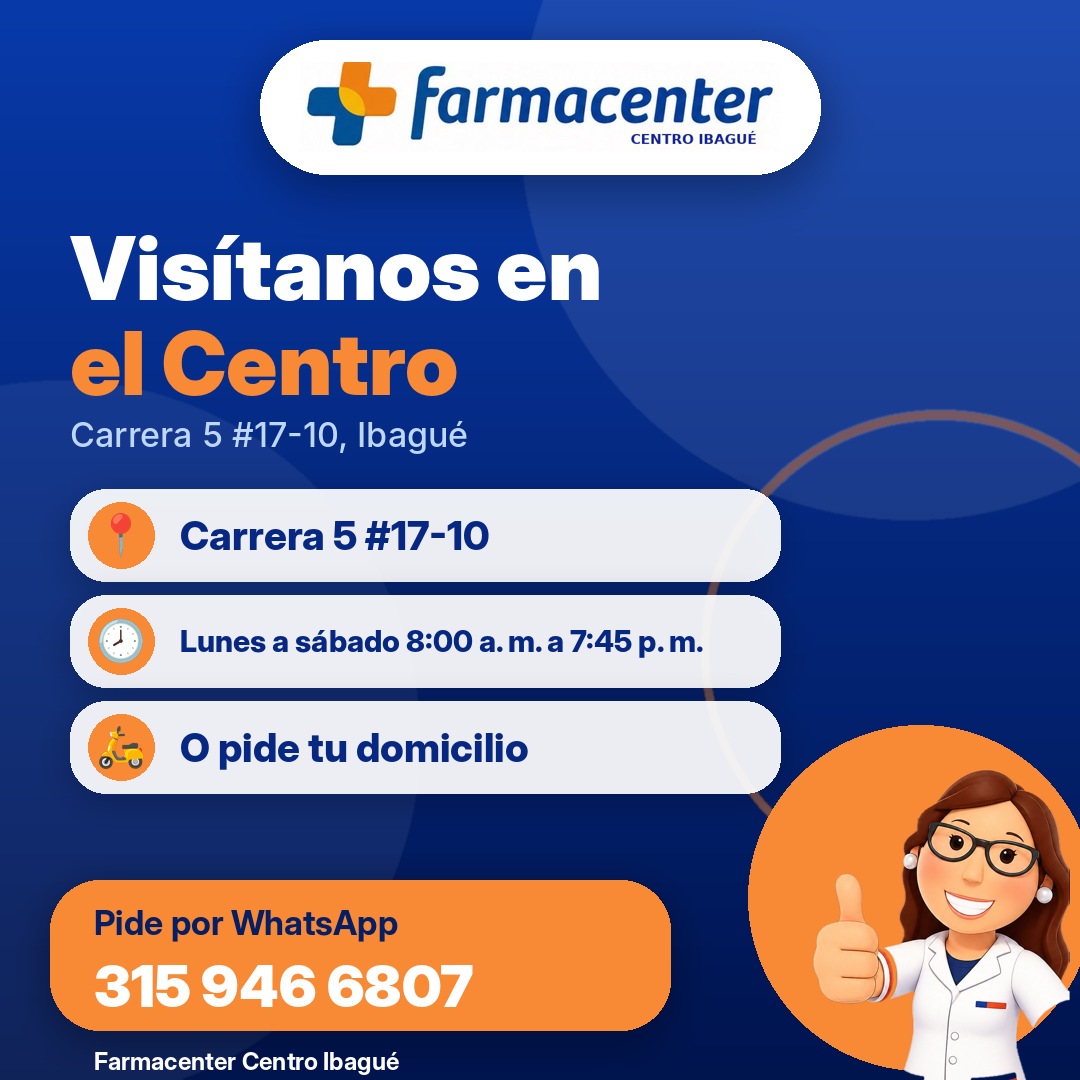 farmacenter
CENTRO IBAGUÉ
Visítanos en
el Centro
Carrera 5 #17-10, Ibagué
Carrera 5 #17-10
Lunes a sábado 8:00 a. m. a 7:45 p. m.
O pide tu domicilio
Pide por WhatsApp
315 946 6807
Farmacenter Centro Ibagué